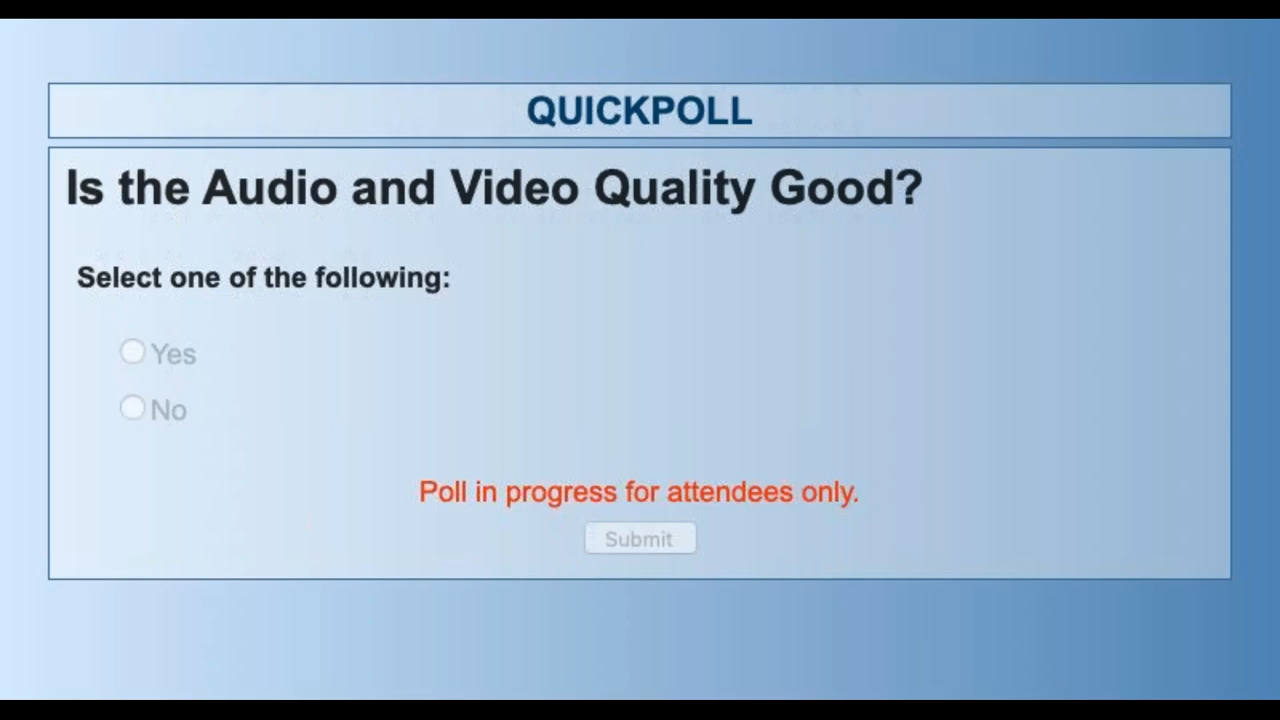 QUICKPOLL
Is the Audio and Video Quality Good?
Select one of the following:
Yes
No
Poll in progress for attendees only.
Submit